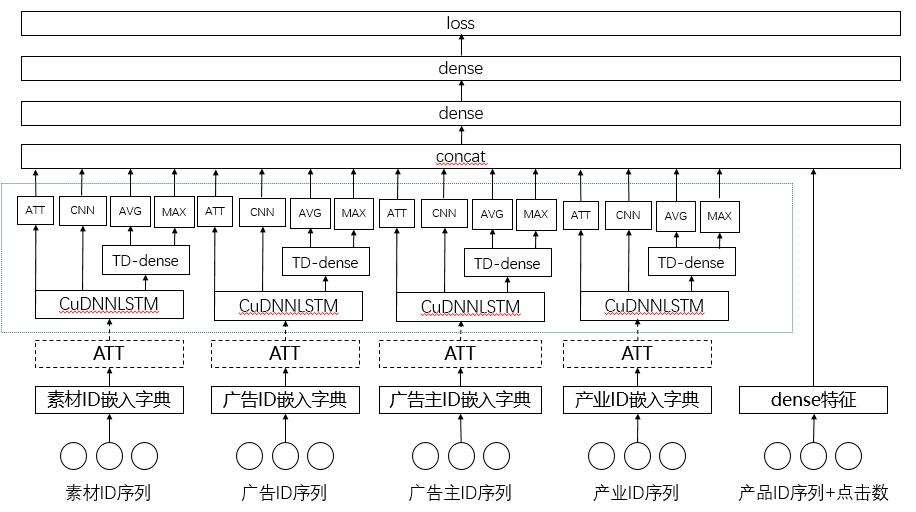 loss
dense
dense
concat
ATT CNN AVG MAX ATT CNN AVG MAX ATT CNN AVG MAX ATT CNN AVG MAX
TD-dense TD-dense TD-dense TD-dense
CuDNNLSTM CuDNNLSTM CuDNNLSTM CuDNNLSTM
ATT ATT ATT ATT
素材ID嵌入字典 广告ID嵌入字典 广告主ID嵌入字典 产业ID嵌入字典 dense特征
素材ID序列 广告ID序列 广告主ID序列 产业ID序列 产品ID序列+点击数